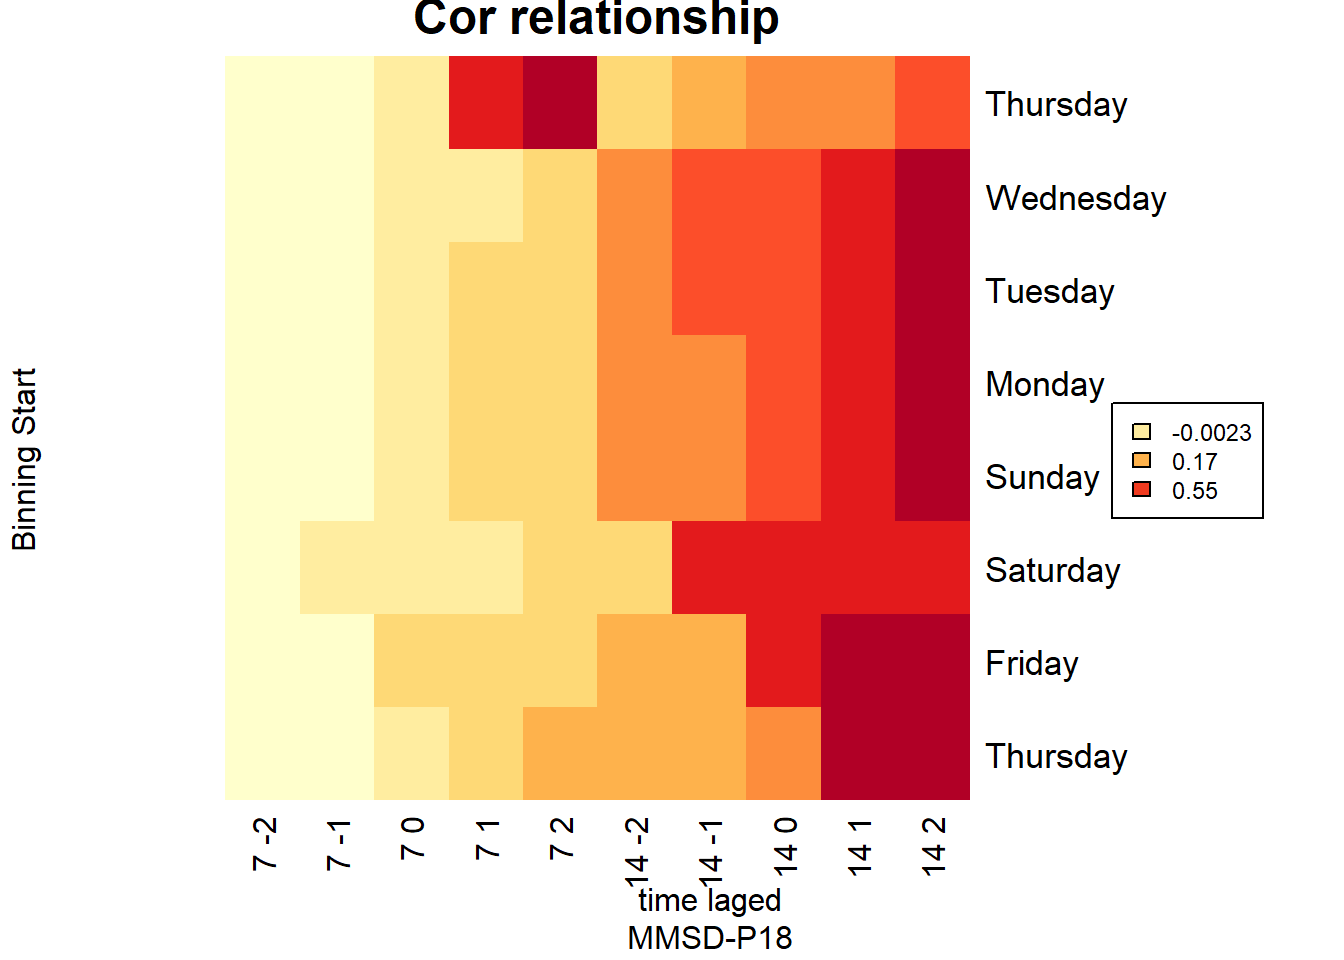 Cor relationship
Thursday
Wednesday
Tuesday
Monday
Sunday
Saturday
Friday
Thursday
Binning Start
-0.0023
0.17
0.55
7 -2
7 -1
7 0
7 1
7 2
14 -2
14 -1
14 0
14 1
14 2
time laged
MMSD-P18